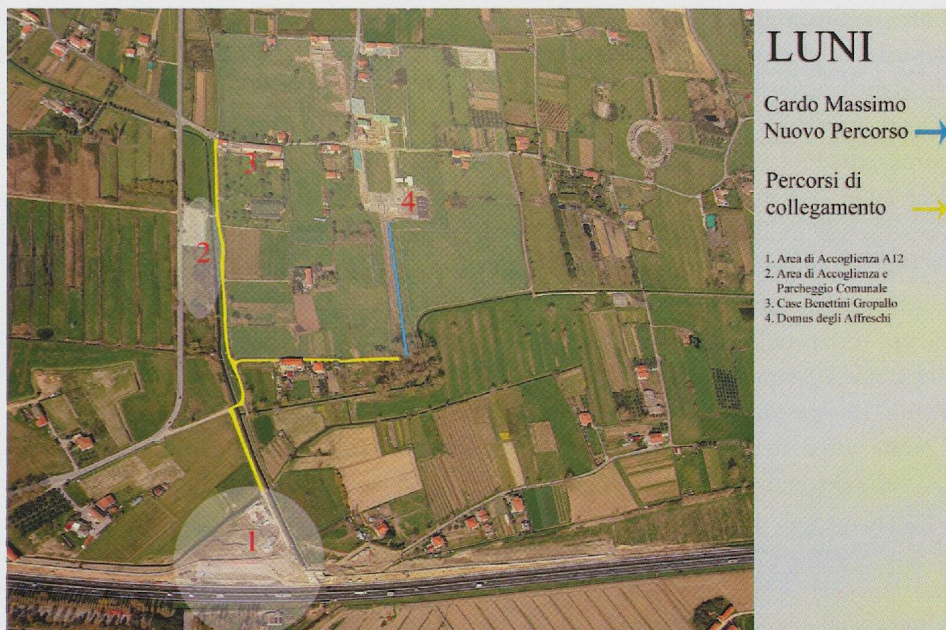 LUNI
Cardo Massimo
Nuovo Percorso
Percorsi di
collegamento
1. Area di Accoglienza A12
2. Area di Accoglienza e
Parcheggio Comunale
3. Case Benettini Gropallo
4. Domus degli Affreschi
3
4
2
1